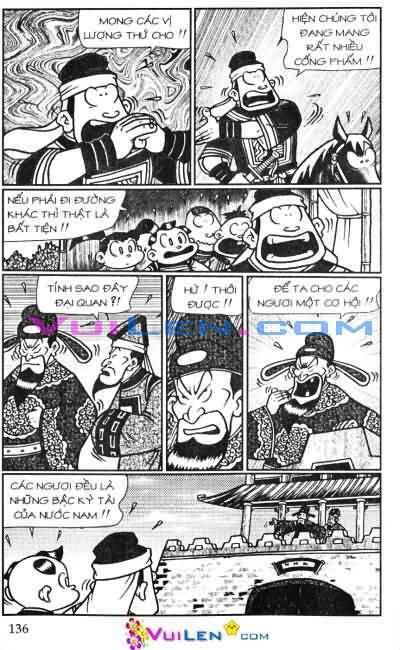 MONG CÁC VỊ
LƯỢNG THỨ CHO !!
HIỆN CHÚNG TÔI
ĐANG MANG
RẤT NHIỀU
CỐNG PHẨM !!
NẾU PHẢI ĐI ĐƯỜNG
KHÁC THÌ THẬT LÀ
BẤT TIỆN !!
TÍNH SAO ĐÂY
ĐẠI QUAN ?!
HỪ ! THÔI
ĐƯỢC !!
ĐỂ TA CHO CÁC
NGƯƠI MỘT CƠ HỘI !!
VUILEN.COM
CÁC NGƯƠI ĐỀU LÀ
NHỮNG BẬC KỲ TÀI
CỦA NƯỚC NAM !!
136
VUILEN.COM